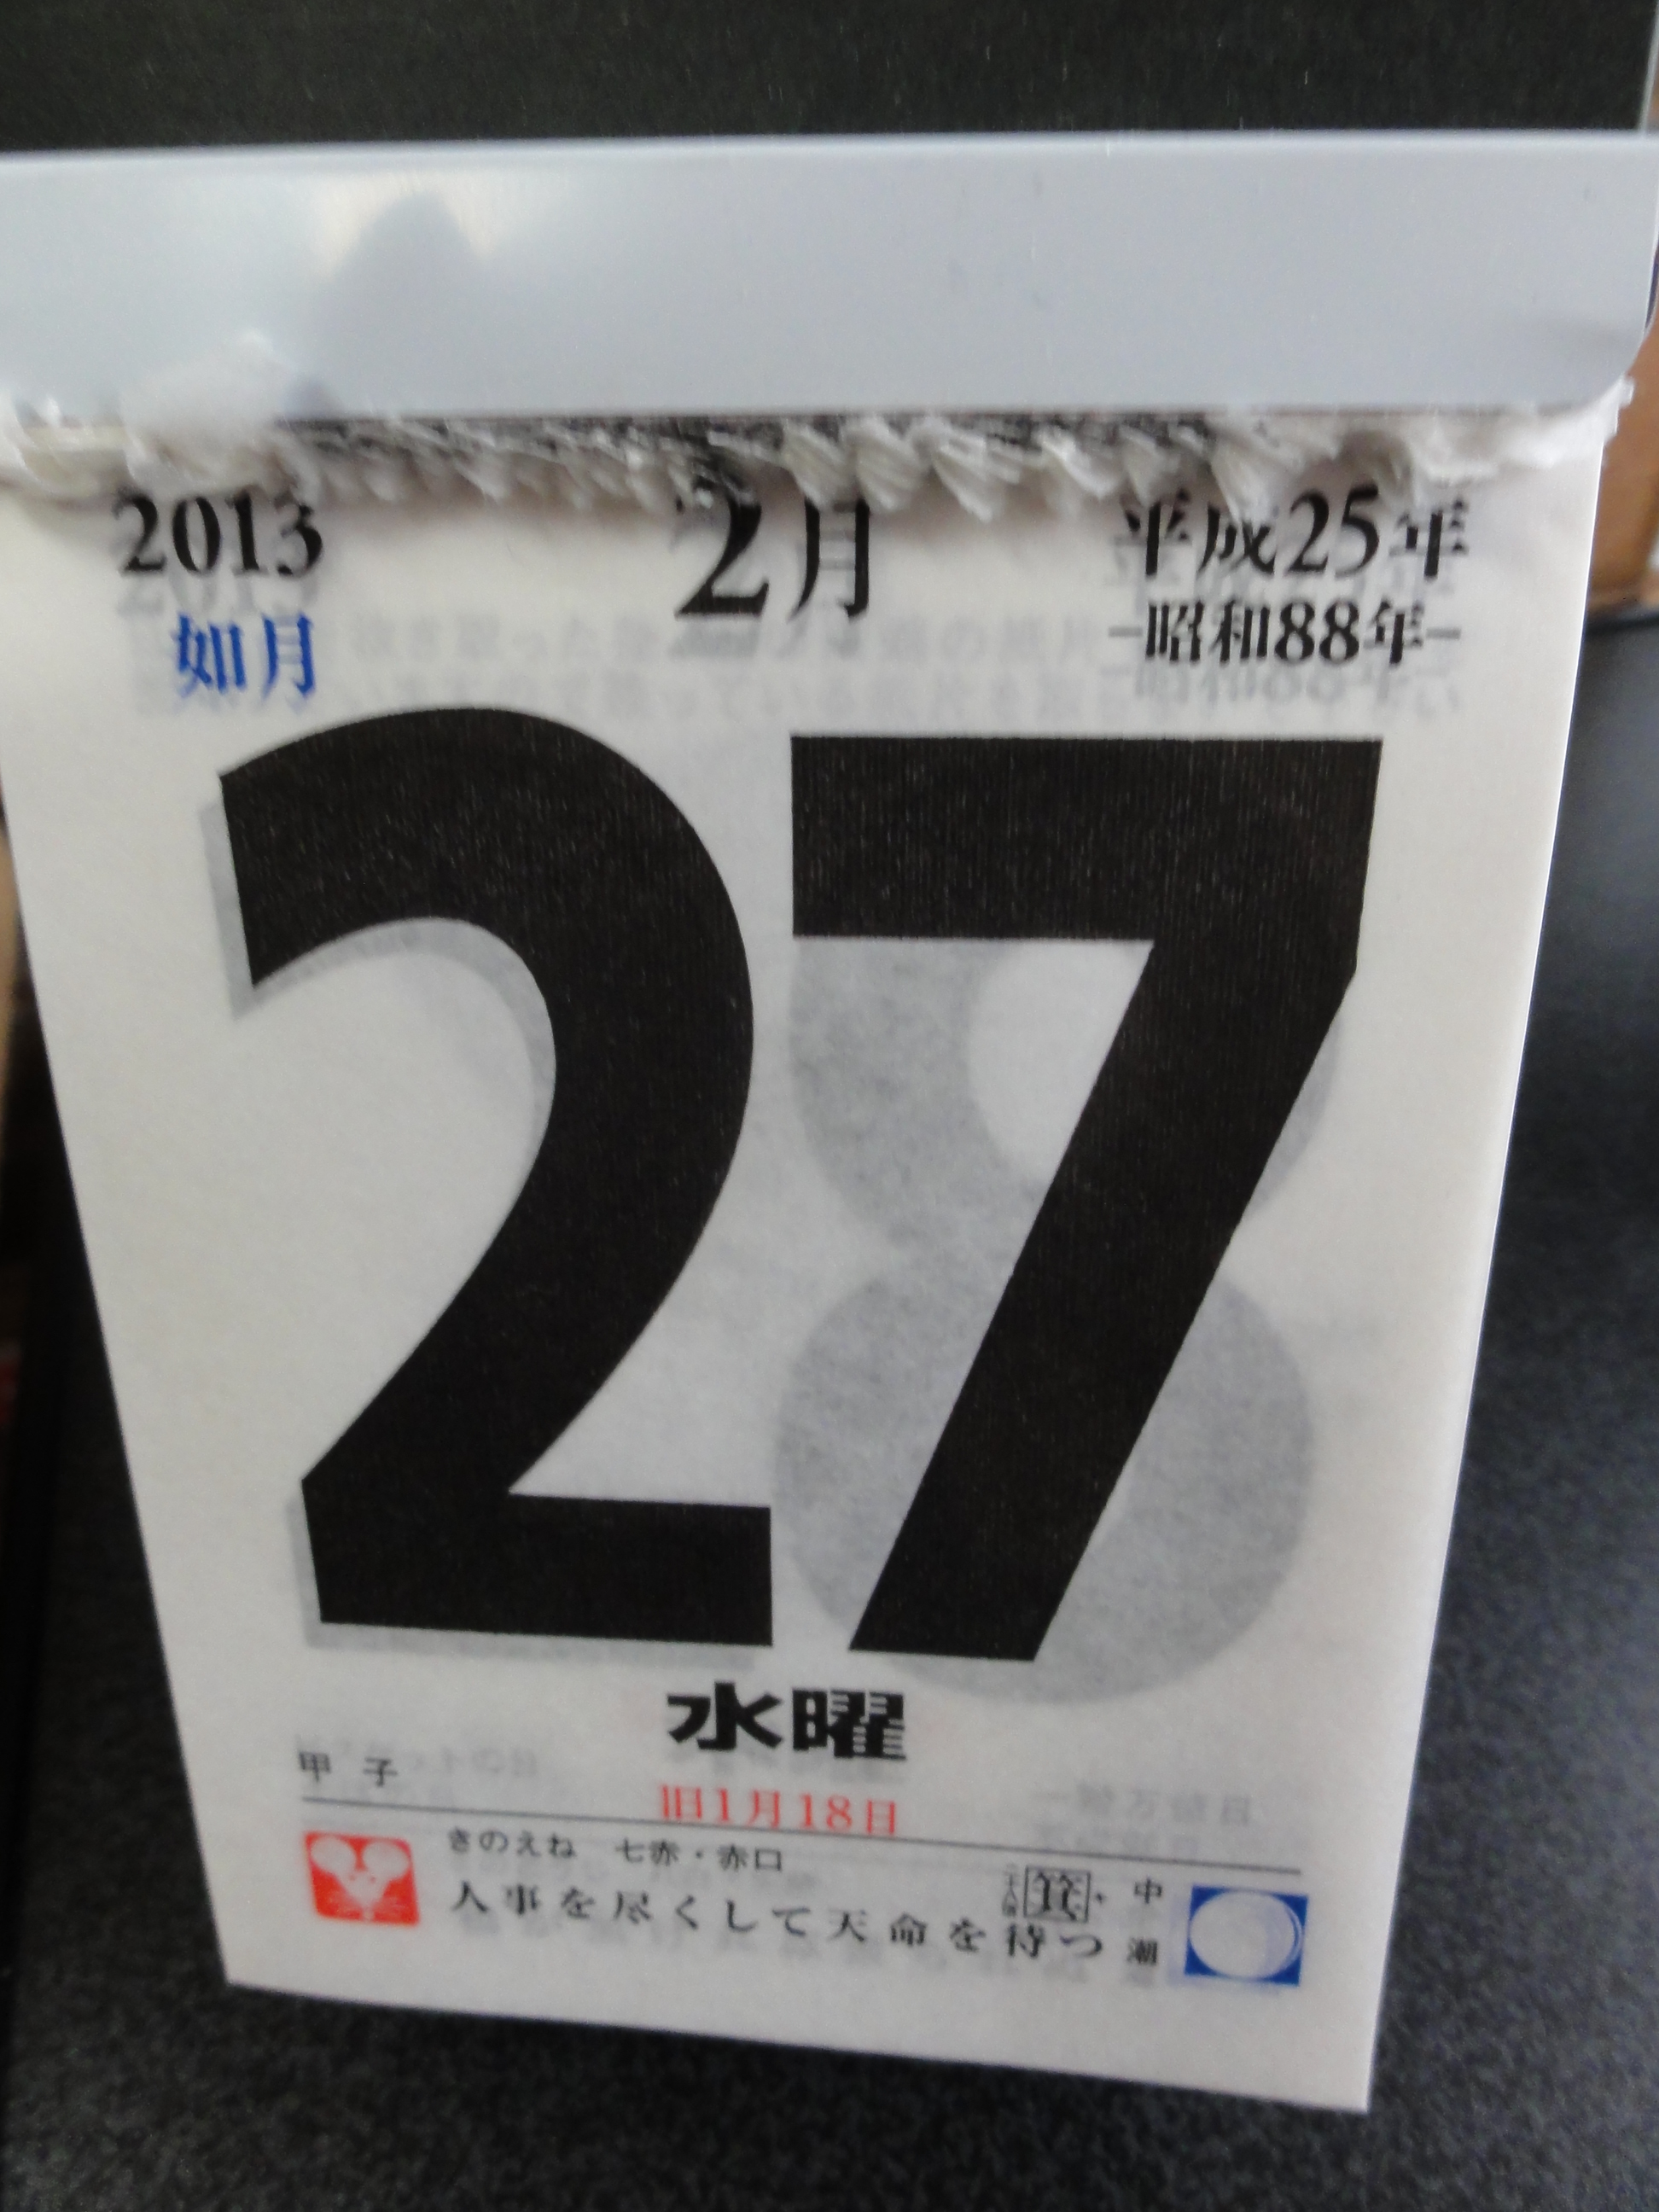 2013 2月 平成25年
如月 -昭和88年-
27
水曜
甲子 旧1月18日
きのえね 七赤・赤口
箕 中潮
人事を尽くして天命を待つ